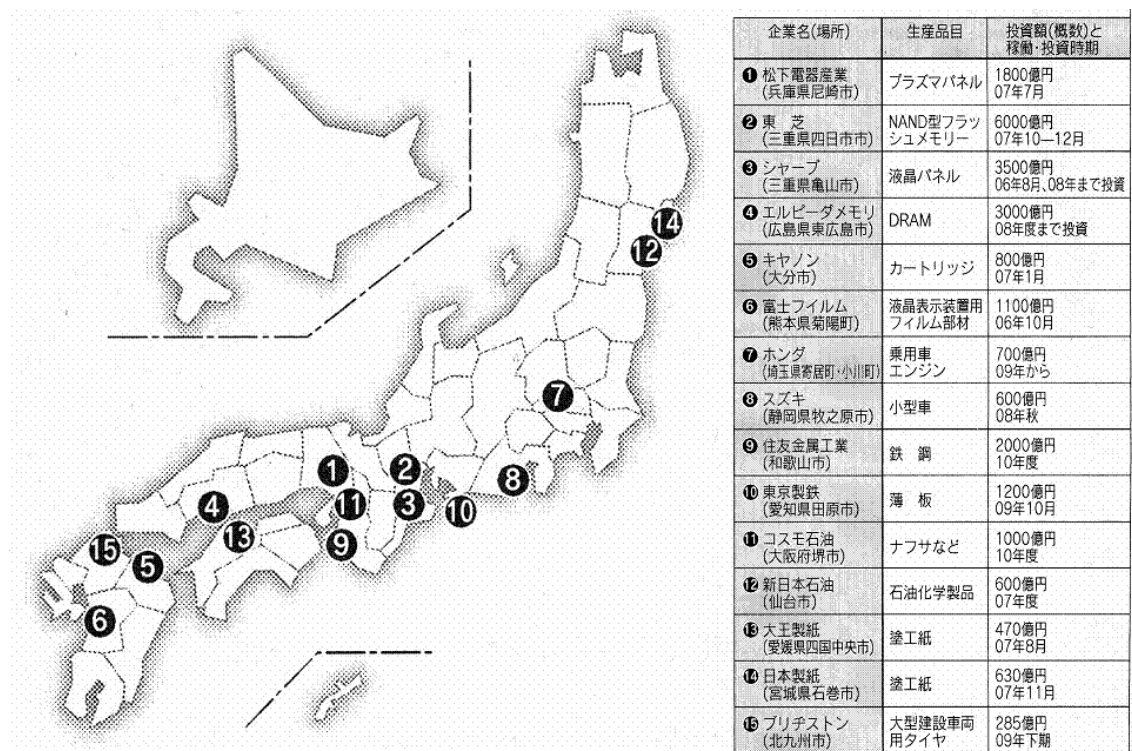 企業名(場所) 生産品目 投資額(概数)と
稼働・投資時期
❶ 松下電器産業 プラズマパネル 1800億円
(兵庫県尼崎市) 07年7月
❷ 東 芝 NAND型フラッ 6000億円
(三重県四日市市) シュメモリー 07年10―12月
❸ シャープ 液晶パネル 3500億円
(三重県亀山市) 06年8月、08年まで投資
❹ エルピーダメモリ DRAM 3000億円
(広島県東広島市) 08年度まで投資
❺ キヤノン カートリッジ 800億円
(大分市) 07年1月
❻ 富士フイルム 液晶表示装置用 1100億円
(熊本県菊陽町) フィルム部材 06年10月
❼ ホンダ 乗用車 700億円
(埼玉県寄居町・小川町) エンジン 09年から
❽ スズキ 小型車 600億円
(静岡県牧之原市) 08年秋
❾ 住友金属工業 鉄 鋼 2000億円
(和歌山市) 10年度
❿ 東京製鉄 薄 板 1200億円
(愛知県田原市) 09年10月
⓫ コスモ石油 ナフサなど 1000億円
(大阪府堺市) 10年度
⓬ 新日本石油 石油化学製品 600億円
(仙台市) 07年度
⓭ 大王製紙 塗工紙 470億円
(愛媛県四国中央市) 07年8月
⓮ 日本製紙 塗工紙 630億円
(宮城県石巻市) 07年11月
⓯ ブリヂストン 大型建設車両 285億円
(北九州市) 用タイヤ 09年下期
⓮
⓬
❼
❶
❷
❽
❹
⓫
❸
❿
⓭
❾
⓯
❺
❻